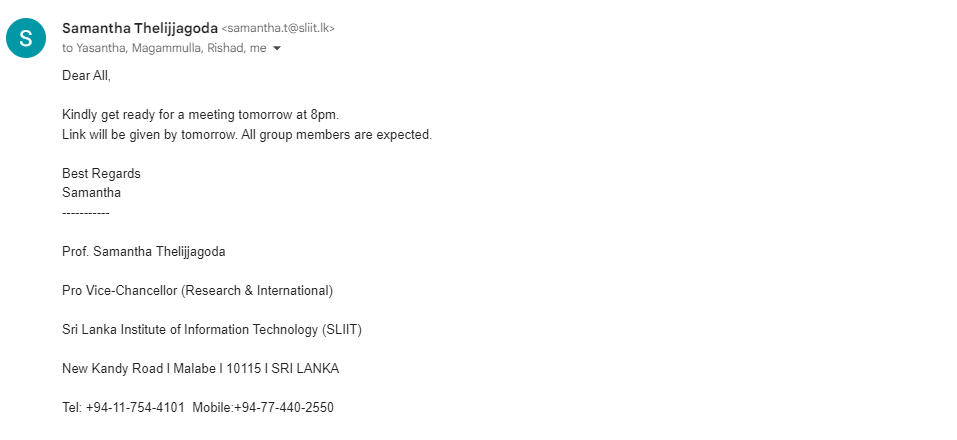 S
Samantha Thelijjagoda <samantha.t@sliit.lk>
to Yasantha, Magammulla, Rishad, me
Dear All,
Kindly get ready for a meeting tomorrow at 8pm.
Link will be given by tomorrow. All group members are expected.
Best Regards
Samantha
-----------
Prof. Samantha Thelijjagoda
Pro Vice-Chancellor (Research & International)
Sri Lanka Institute of Information Technology (SLIIT)
New Kandy Road I Malabe I 10115 I SRI LANKA
Tel: +94-11-754-4101  Mobile:+94-77-440-2550